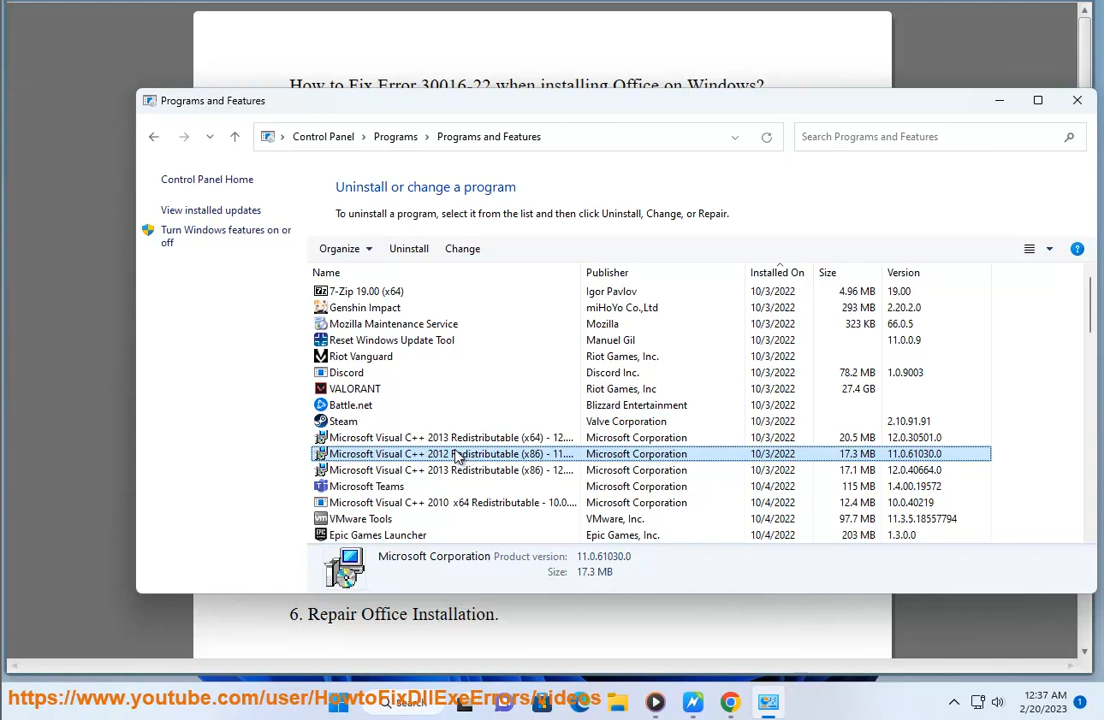 How to Fix Error 30016-22 when installing Office on Windows?
Programs and Features
Control Panel > Programs > Programs and Features
Search Programs and Features
Control Panel Home
View installed updates
Turn Windows features on or
off
Uninstall or change a program
To uninstall a program, select it from the list and then click Uninstall, Change, or Repair.
Organize Uninstall Change
Name Publisher Installed On Size Version
7-Zip 19.00 (x64) Igor Pavlov 10/3/2022 4.96 MB 19.00
Genshin Impact miHoYo Co.,Ltd 10/3/2022 293 MB 2.20.2.0
Mozilla Maintenance Service Mozilla 10/3/2022 323 KB 66.0.5
Reset Windows Update Tool Manuel Gil 10/3/2022 11.0.0.9
Riot Vanguard Riot Games, Inc. 10/3/2022
Discord Discord Inc. 10/3/2022 78.2 MB 1.0.9003
VALORANT Riot Games, Inc 10/3/2022 27.4 GB
Battle.net Blizzard Entertainment 10/3/2022
Steam Valve Corporation 10/3/2022 2.10.91.91
Microsoft Visual C++ 2013 Redistributable (x64) - 12.... Microsoft Corporation 10/3/2022 20.5 MB 12.0.30501.0
Microsoft Visual C++ 2012 Redistributable (x86) - 11.... Microsoft Corporation 10/3/2022 17.3 MB 11.0.61030.0
Microsoft Visual C++ 2013 Redistributable (x86) - 12.... Microsoft Corporation 10/3/2022 17.1 MB 12.0.40664.0
Microsoft Teams Microsoft Corporation 10/4/2022 115 MB 1.4.00.19572
Microsoft Visual C++ 2010 x64 Redistributable - 10.0.... Microsoft Corporation 10/4/2022 12.4 MB 10.0.40219
VMware Tools VMware, Inc. 10/4/2022 97.7 MB 11.3.5.18557794
Epic Games Launcher Epic Games, Inc. 10/4/2022 203 MB 1.3.0.0
Microsoft Corporation Product version: 11.0.61030.0
Size: 17.3 MB
6. Repair Office Installation.
https://www.youtube.com/user/HowtoFixDllExeErrors/videos
Search
12:37 AM
2/20/2023
1